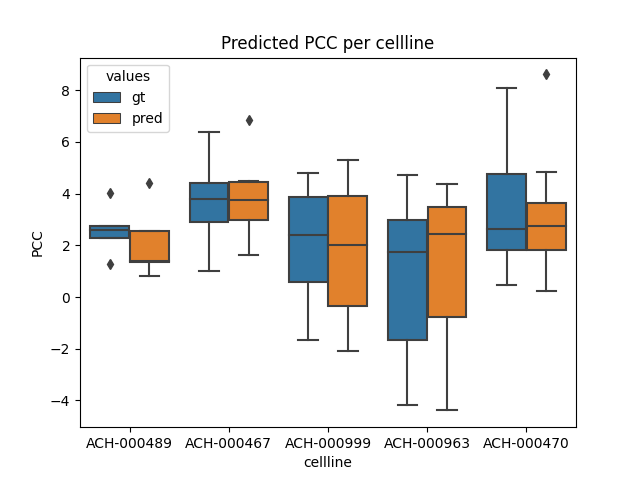 Predicted PCC per cellline
values
gt
pred
8
6
4
2
0
−2
−4
PCC
ACH-000489 ACH-000467 ACH-000999 ACH-000963 ACH-000470
cellline